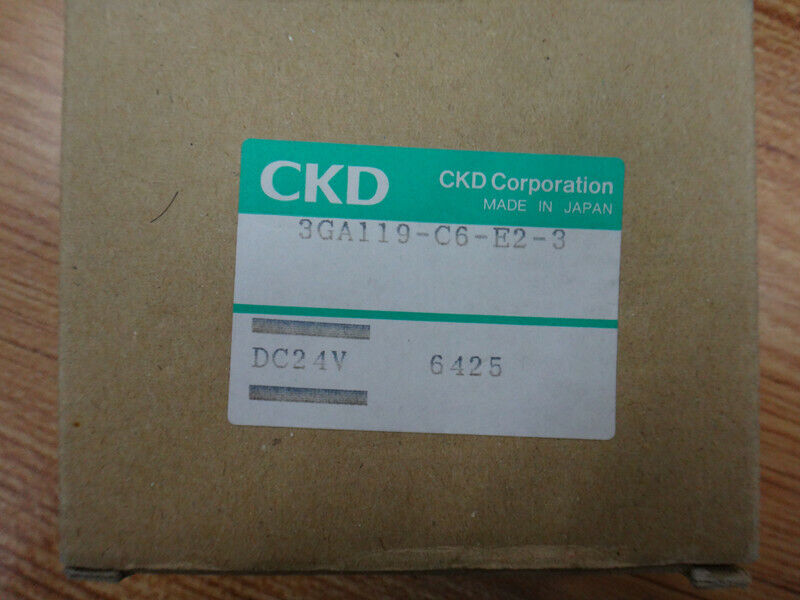 CKD
CKD Corporation
MADE IN JAPAN
3GA119-C6-E2-3
DC24V 6425